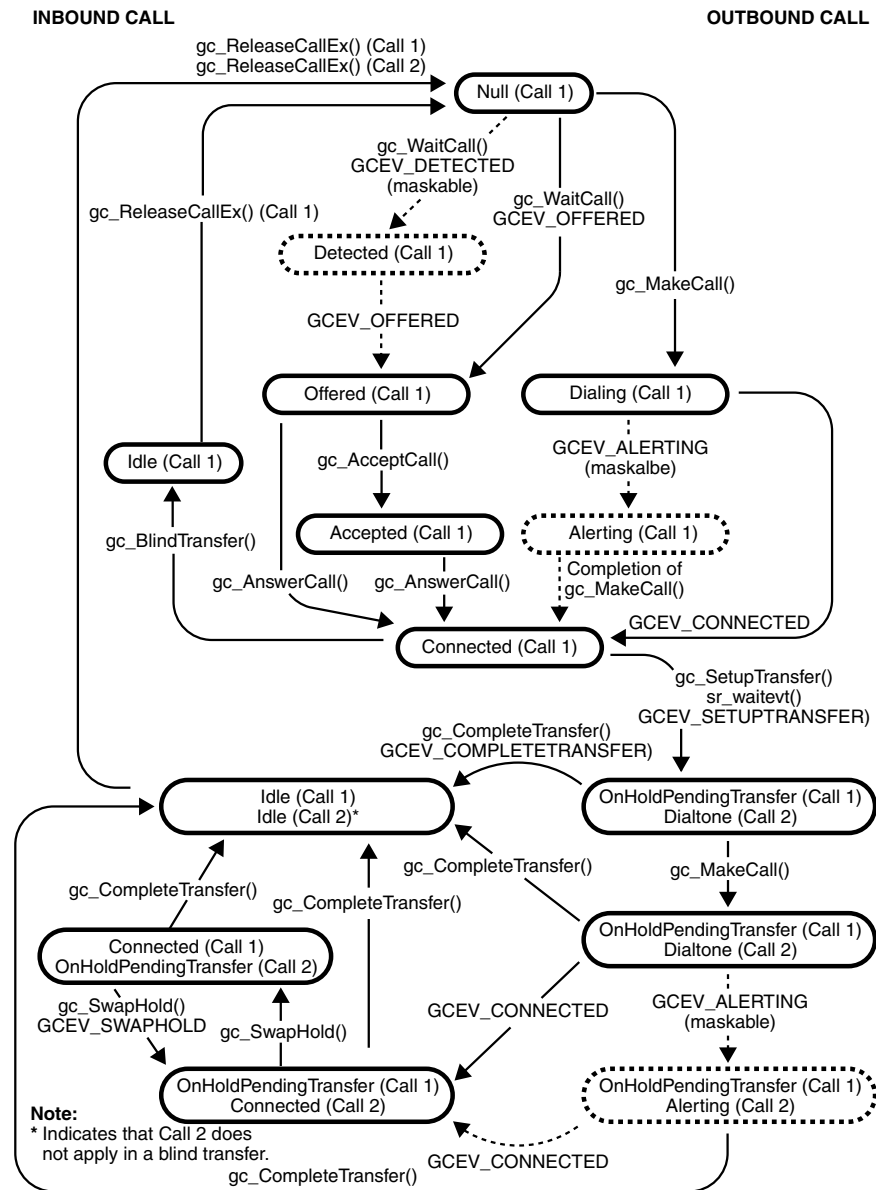 INBOUND CALL
OUTBOUND CALL
gc_ReleaseCallEx() (Call 1)
gc_ReleaseCallEx() (Call 2)
Null (Call 1)
gc_WaitCall()
GCEV_DETECTED
(maskable)
gc_WaitCall()
GCEV_OFFERED
gc_ReleaseCallEx() (Call 1)
Detected (Call 1)
gc_MakeCall()
GCEV_OFFERED
Offered (Call 1)
Dialing (Call 1)
GCEV_ALERTING
(maskalbe)
Idle (Call 1)
gc_AcceptCall()
Accepted (Call 1)
Alerting (Call 1)
gc_BlindTransfer()
Completion of
gc_MakeCall()
gc_AnswerCall()
gc_AnswerCall()
GCEV_CONNECTED
Connected (Call 1)
gc_SetupTransfer()
sr_waitevt()
GCEV_SETUPTRANSFER)
gc_CompleteTransfer()
GCEV_COMPLETETRANSFER)
Idle (Call 1)
Idle (Call 2)*
OnHoldPendingTransfer (Call 1)
Dialtone (Call 2)
gc_CompleteTransfer()
gc_MakeCall()
gc_CompleteTransfer()
gc_CompleteTransfer()
Connected (Call 1)
OnHoldPendingTransfer (Call 2)
OnHoldPendingTransfer (Call 1)
Dialtone (Call 2)
gc_SwapHold()
GCEV_SWAPHOLD
gc_SwapHold()
GCEV_CONNECTED
GCEV_ALERTING
(maskable)
OnHoldPendingTransfer (Call 1)
Connected (Call 2)
OnHoldPendingTransfer (Call 1)
Alerting (Call 2)
Note:
* Indicates that Call 2 does
not apply in a blind transfer.
GCEV_CONNECTED
gc_CompleteTransfer()